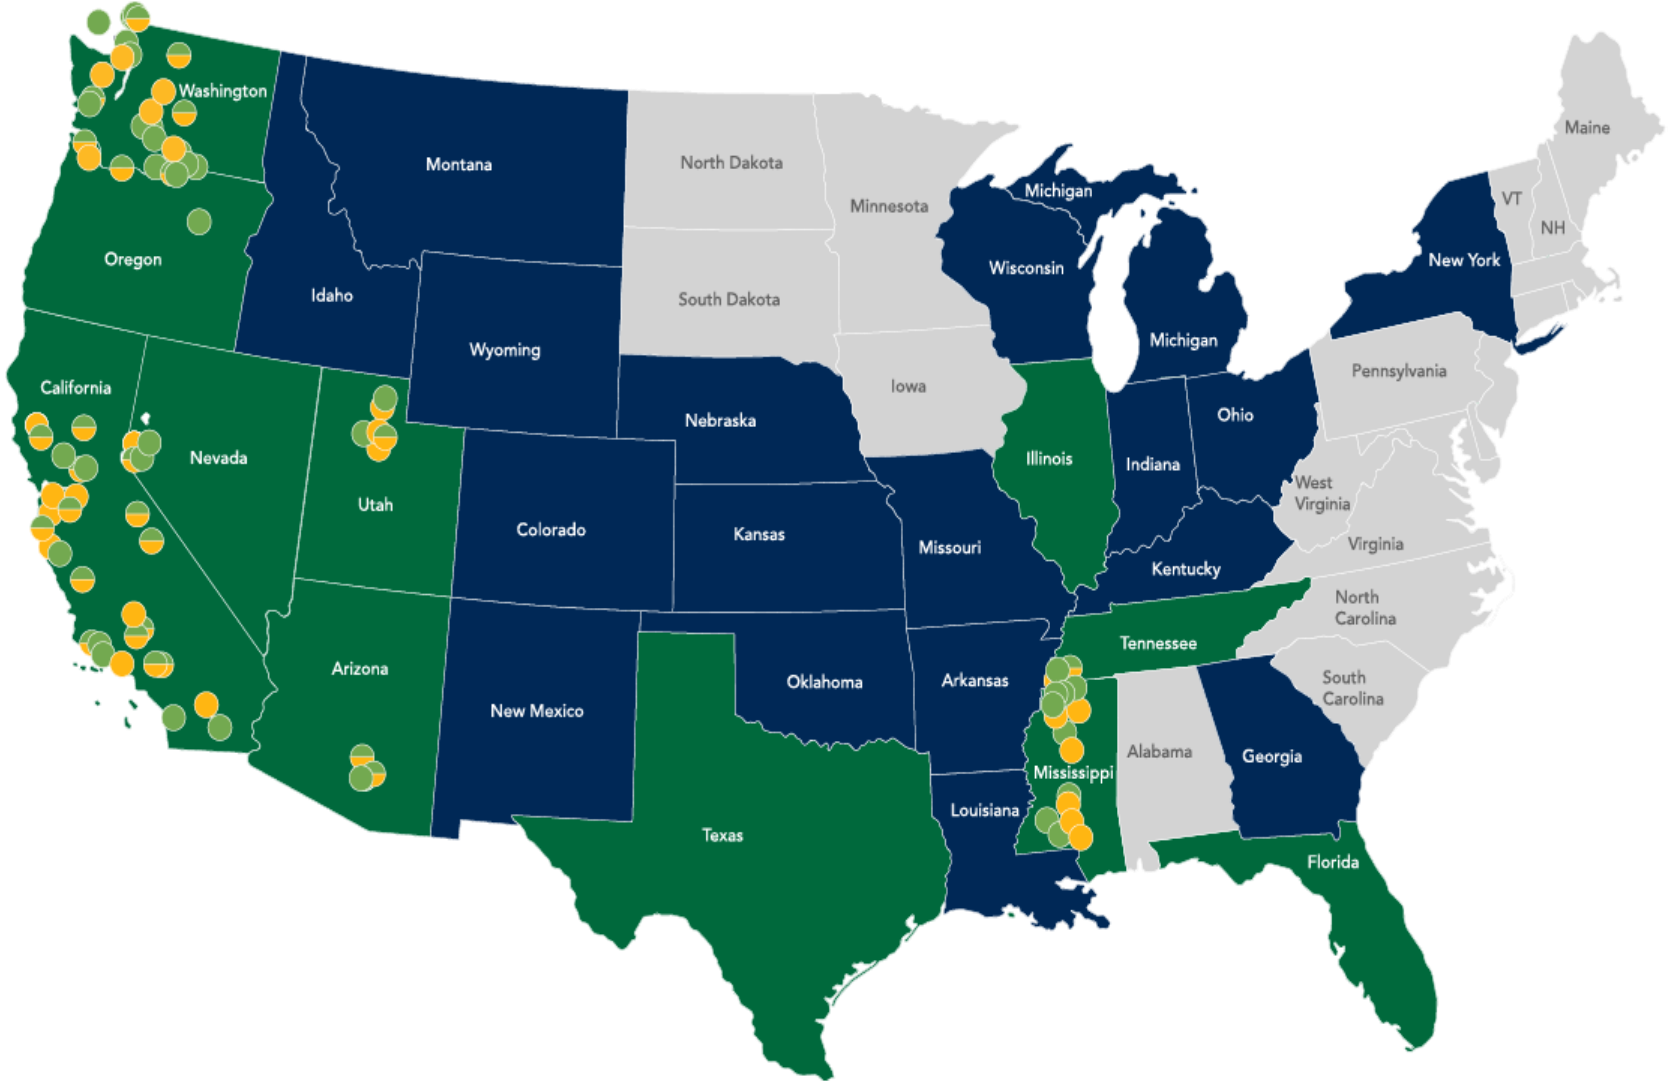 Washington
Montana
North Dakota
Minnesota
Michigan
Maine
VT
NH
Oregon
Idaho
Wisconsin
New York
South Dakota
Wyoming
Michigan
California
Iowa
Pennsylvania
Nebraska
Ohio
Nevada
Illinois
Indiana
West
Virginia
Utah
Colorado
Kansas
Missouri
Virginia
Kentucky
North
Carolina
Tennessee
Arizona
Oklahoma
Arkansas
South
Carolina
New Mexico
Alabama
Georgia
Mississippi
Louisiana
Texas
Florida